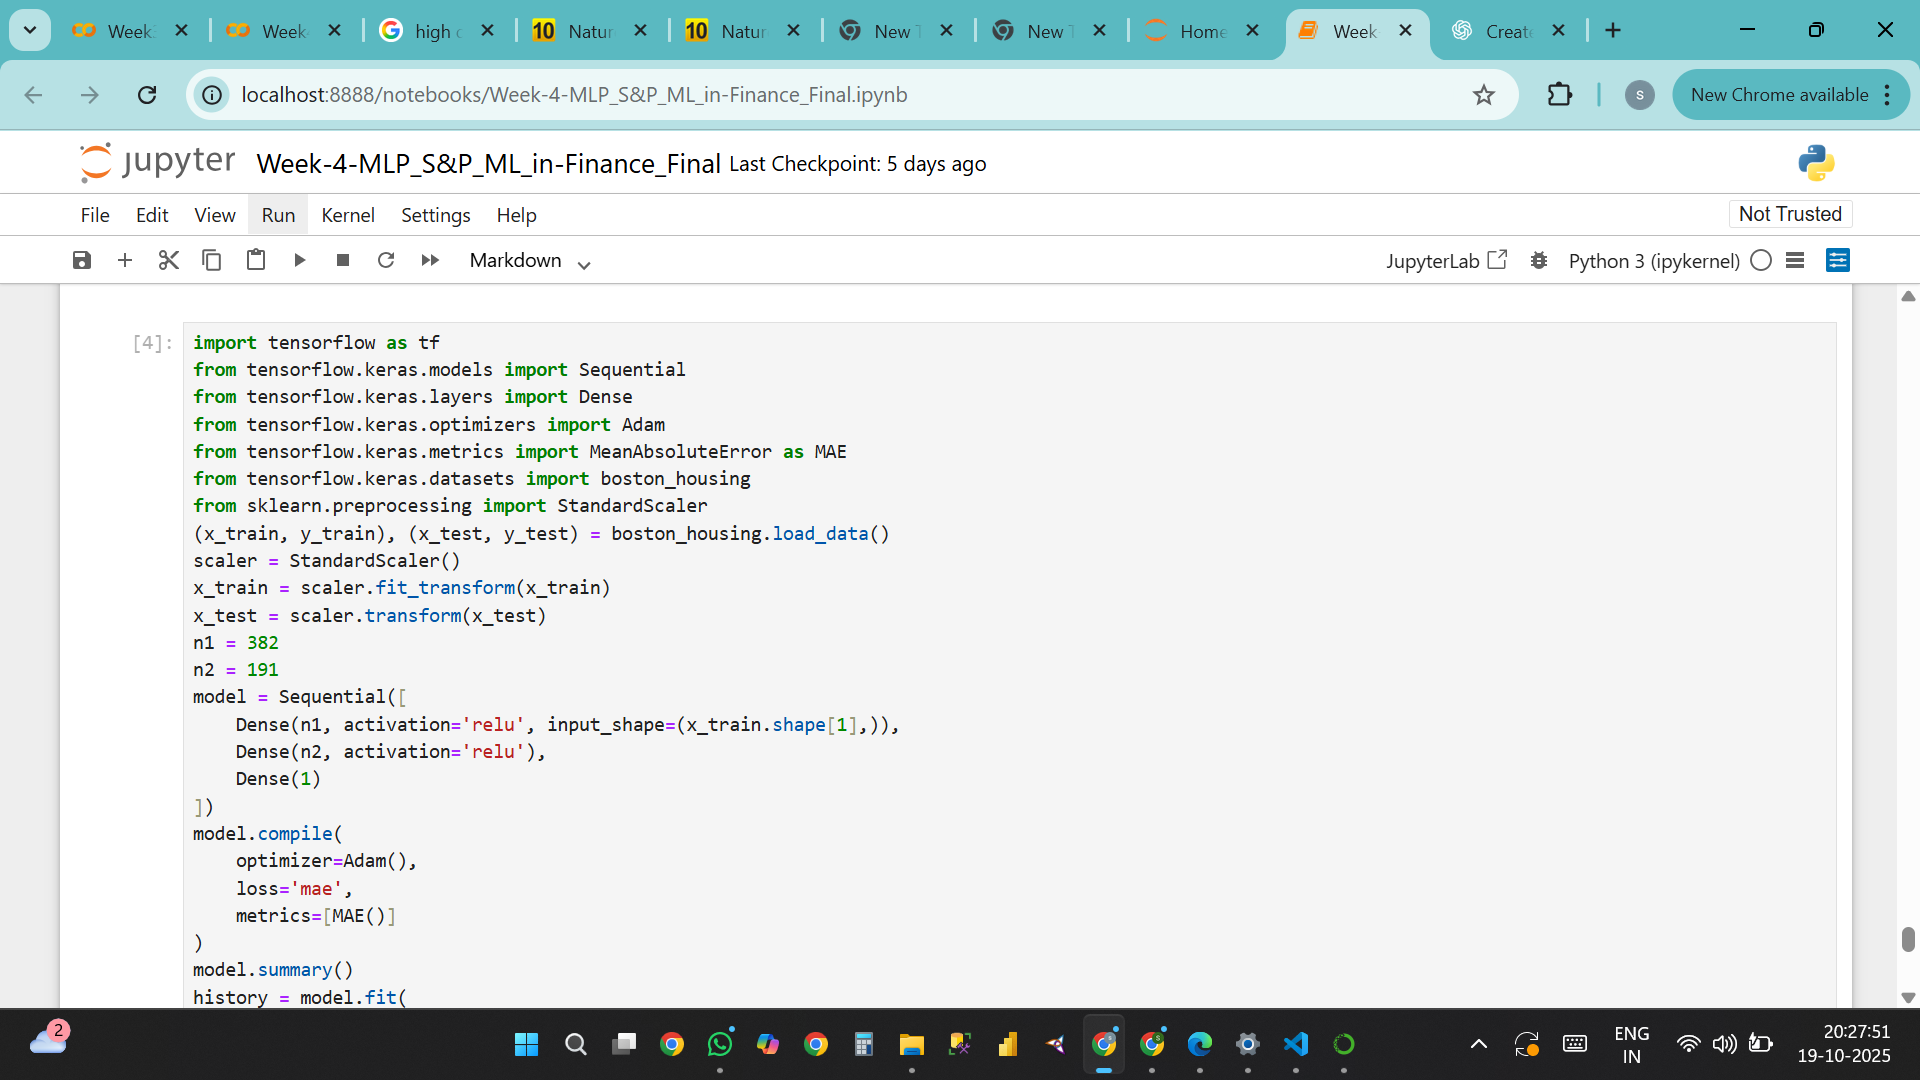 Week
Week
high
10 Natur
10 Natur
New
New
Home
Week
Create
localhost:8888/notebooks/Week-4-MLP_S&P_ML_in-Finance_Final.ipynb
S
New Chrome available
jupyter Week-4-MLP_S&P_ML_in-Finance_Final Last Checkpoint: 5 days ago
File Edit View Run Kernel Settings Help
Not Trusted
Markdown
JupyterLab
Python 3 (ipykernel)
[4]:
import tensorflow as tf
from tensorflow.keras.models import Sequential
from tensorflow.keras.layers import Dense
from tensorflow.keras.optimizers import Adam
from tensorflow.keras.metrics import MeanAbsoluteError as MAE
from tensorflow.keras.datasets import boston_housing
from sklearn.preprocessing import StandardScaler
(x_train, y_train), (x_test, y_test) = boston_housing.load_data()
scaler = StandardScaler()
x_train = scaler.fit_transform(x_train)
x_test = scaler.transform(x_test)
n1 = 382
n2 = 191
model = Sequential([
    Dense(n1, activation='relu', input_shape=(x_train.shape[1],)),
    Dense(n2, activation='relu'),
    Dense(1)
])
model.compile(
    optimizer=Adam(),
    loss='mae',
    metrics=[MAE()]
)
model.summary()
history = model.fit(
2
ENG
IN
20:27:51
19-10-2025